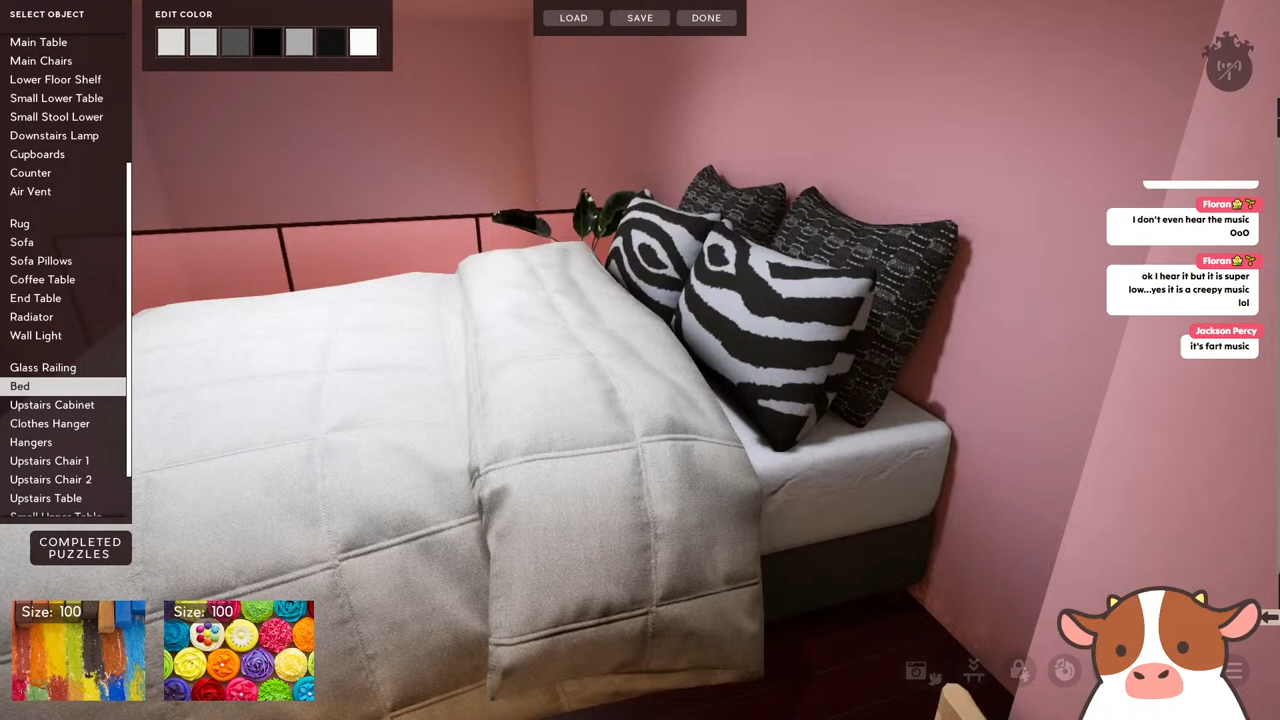 SELECT OBJECT
Main Table
Main Chairs
Lower Floor Shelf
Small Lower Table
Small Stool Lower
Downstairs Lamp
Cupboards
Counter
Air Vent
Rug
Sofa
Sofa Pillows
Coffee Table
End Table
Radiator
Wall Light
Glass Railing
Bed
Upstairs Cabinet
Clothes Hanger
Hangers
Upstairs Chair 1
Upstairs Chair 2
Upstairs Table
Small Upper Table
COMPLETED
PUZZLES
Size: 100
Size: 100
EDIT COLOR
LOAD
SAVE
DONE
Floran
I don't even hear the music
OoO
Floran
ok I hear it but it is super
low...yes it is a creepy music
lol
Jackson Percy
it's fart music